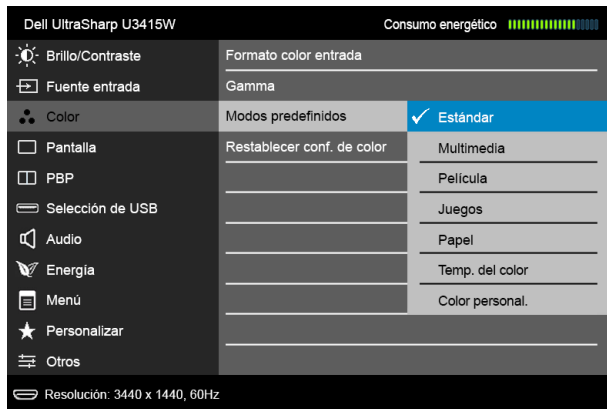 Dell UltraSharp U3415W Consumo energético
Brillo/Contraste Formato color entrada
Fuente entrada Gamma
Color Modos predefinidos Estándar
Pantalla Restablecer conf. de color Multimedia
PBP Película
Selección de USB Juegos
Audio Papel
Energía Temp. del color
Menú Color personal.
Personalizar
Otros
Resolución: 3440 x 1440, 60Hz